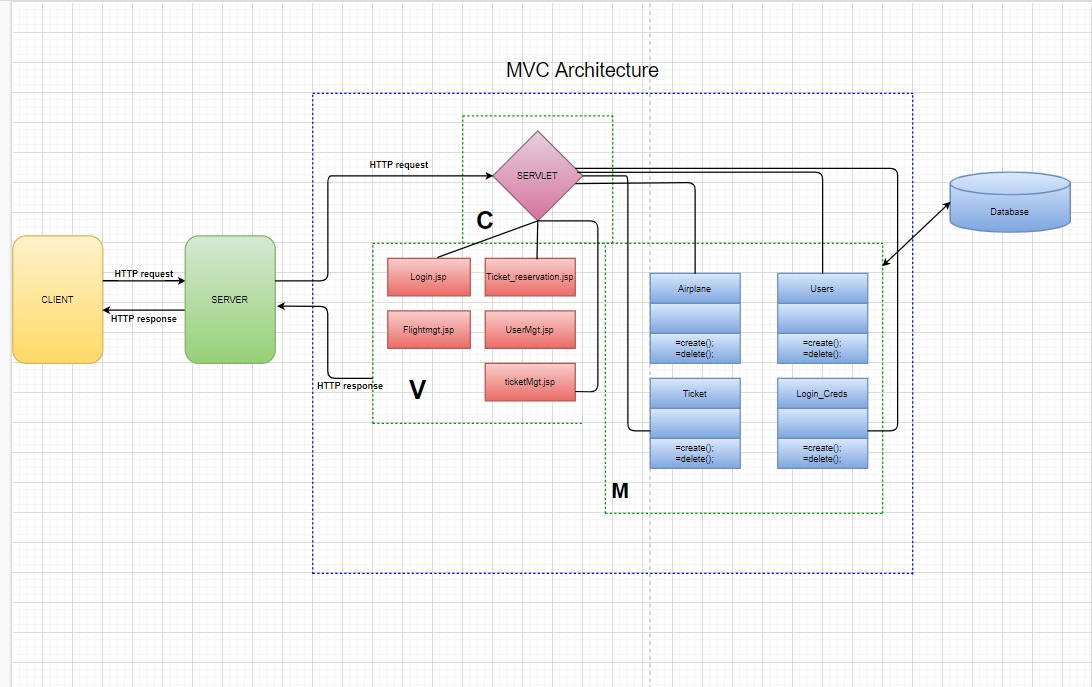 MVC Architecture
HTTP request
SERVLET
C
Database
CLIENT
HTTP request
HTTP response
SERVER
HTTP response
Login.jsp
Ticket_reservation.jsp
Flightmgt.jsp
UserMgt.jsp
ticketMgt.jsp
V
Airplane
=create();
=delete();
Users
=create();
=delete();
Ticket
=create();
=delete();
Login_Creds
=create();
=delete();
M